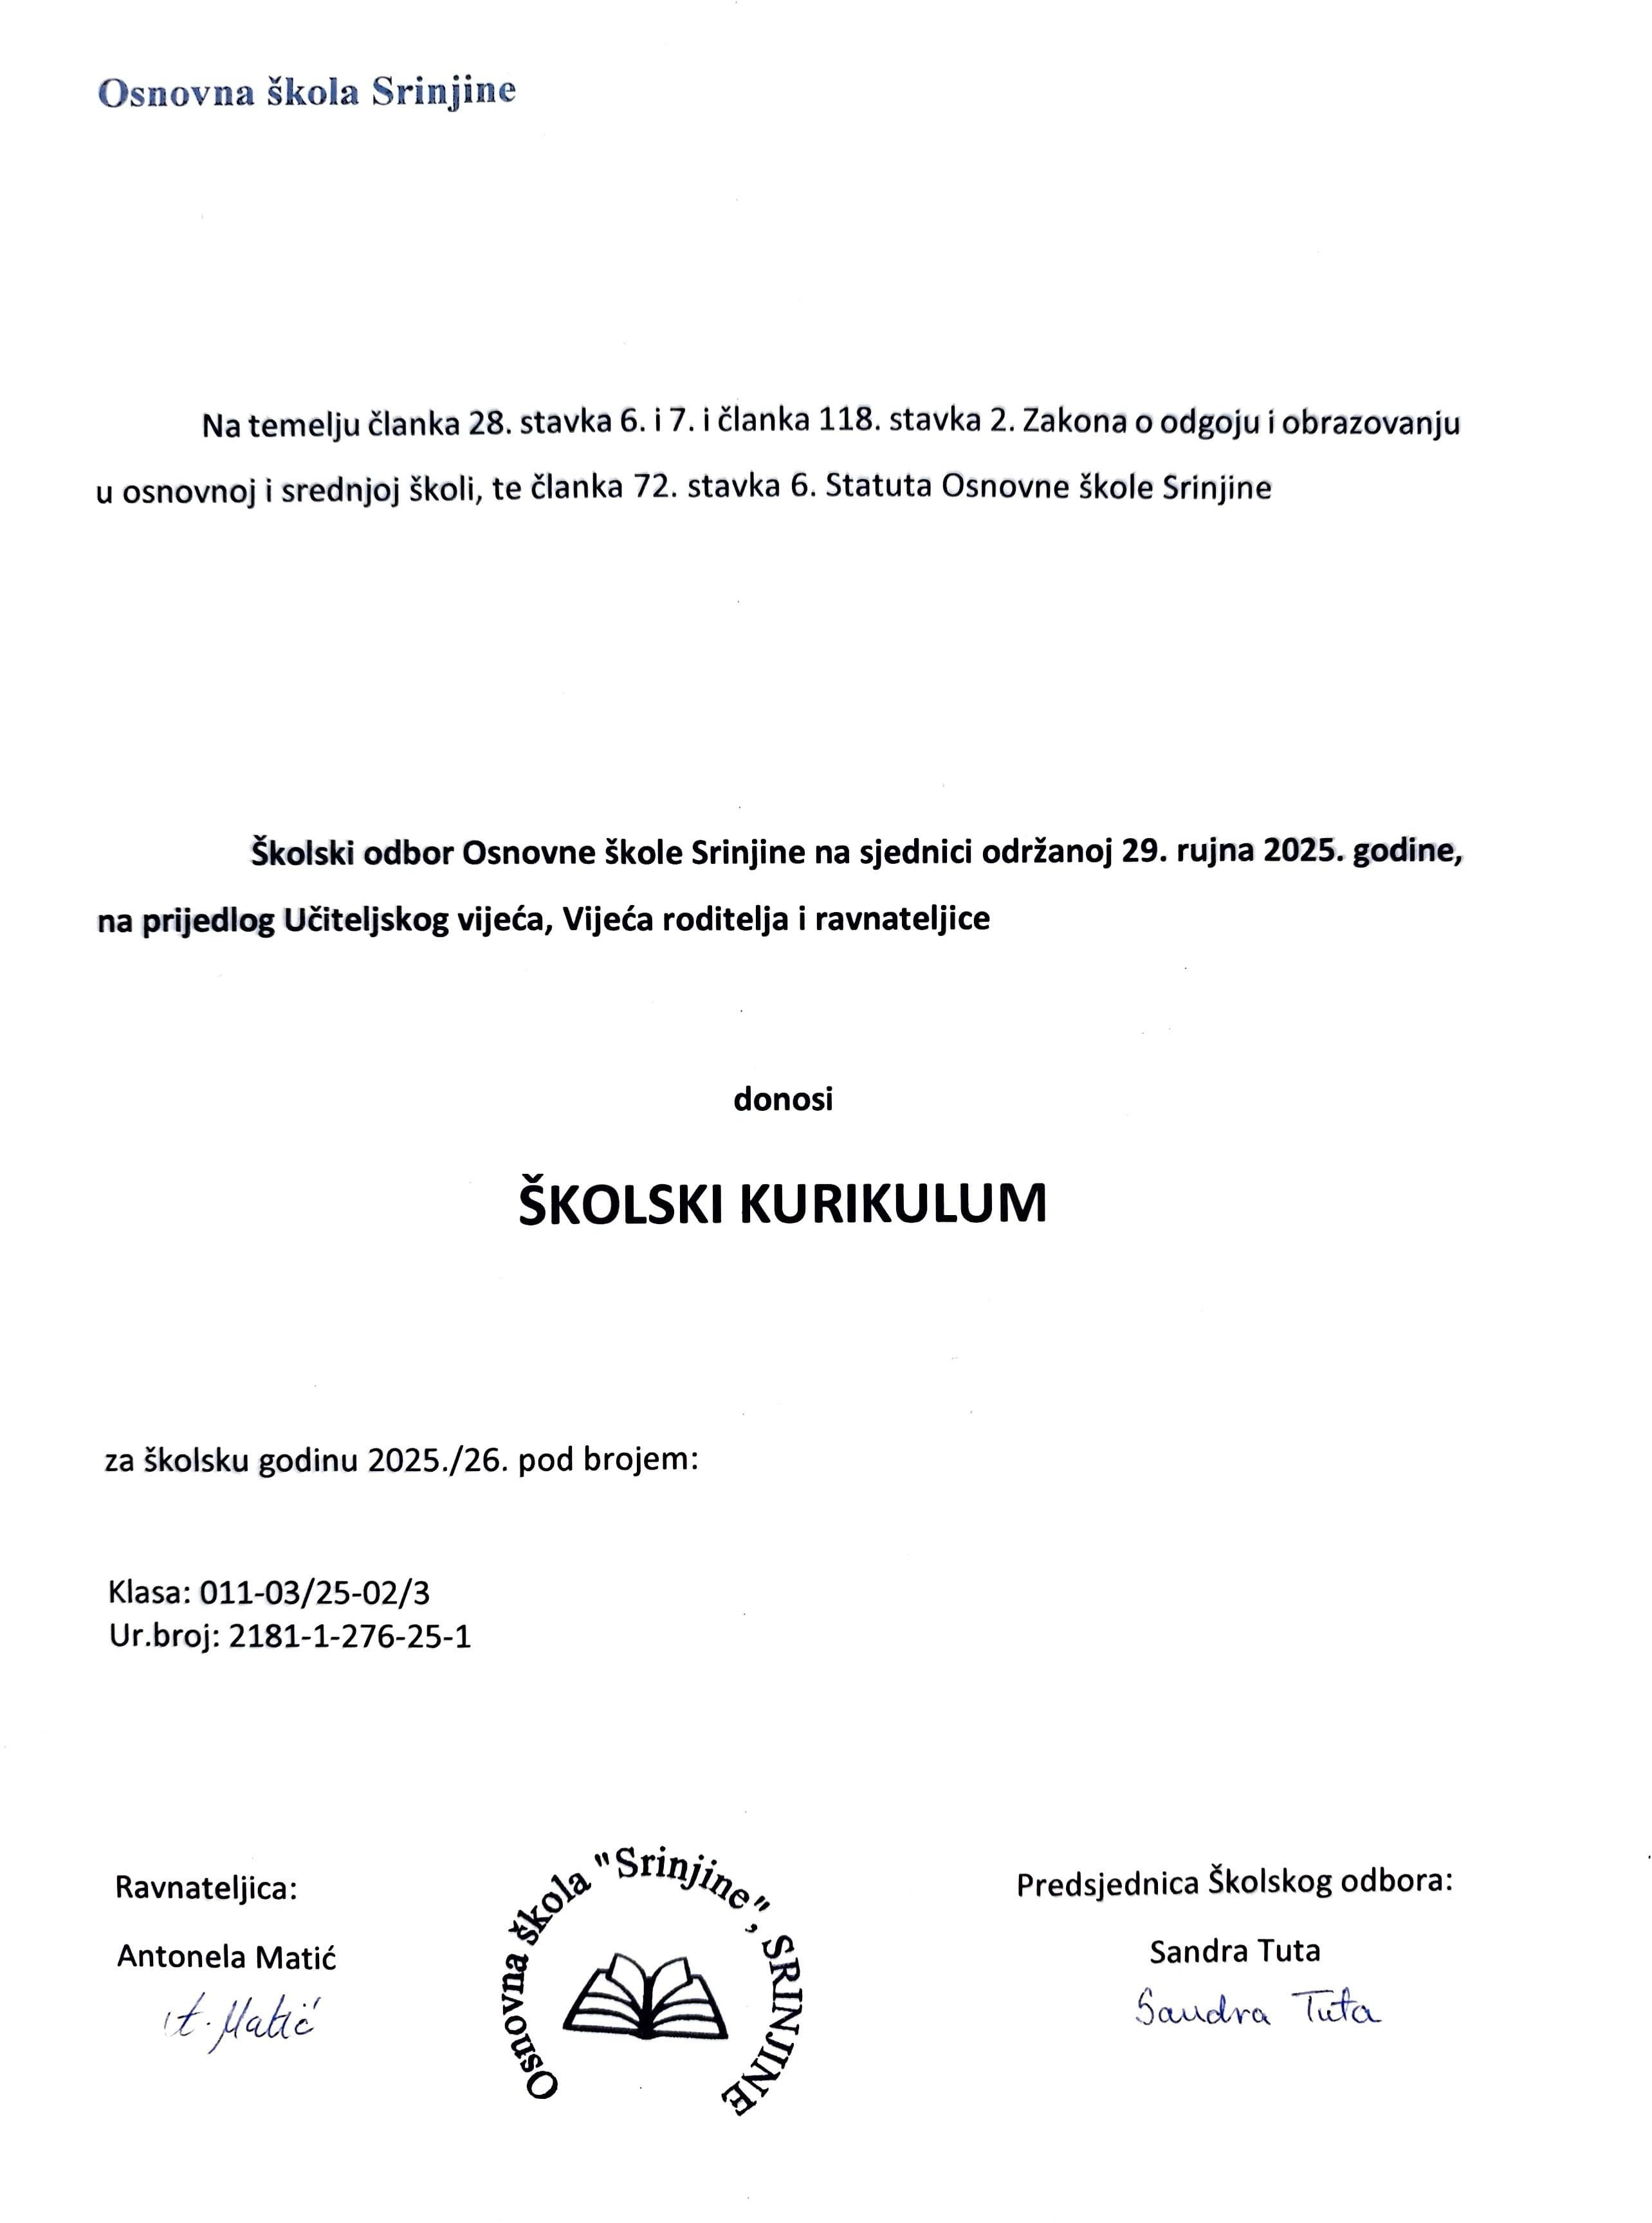 Osnovna škola Srinjine
Na temelju članka 28. stavka 6. i 7. i članka 118. stavka 2. Zakona o odgoju i obrazovanju
u osnovnoj i srednjoj školi, te članka 72. stavka 6. Statuta Osnovne škole Srinjine
Školski odbor Osnovne škole Srinjine na sjednici održanoj 29. rujna 2025. godine,
na prijedlog Učiteljskog vijeća, Vijeća roditelja i ravnateljice
donosi
ŠKOLSKI KURIKULUM
za školsku godinu 2025./26. pod brojem:
Klasa: 011-03/25-02/3
Ur.broj: 2181-1-276-25-1
Ravnateljica:
Antonela Matić
A. Matić
Osnovna škola "Srinjine", SRINJINE
Predsjednica Školskog odbora:
Sandra Tuta
Sandra Tuta